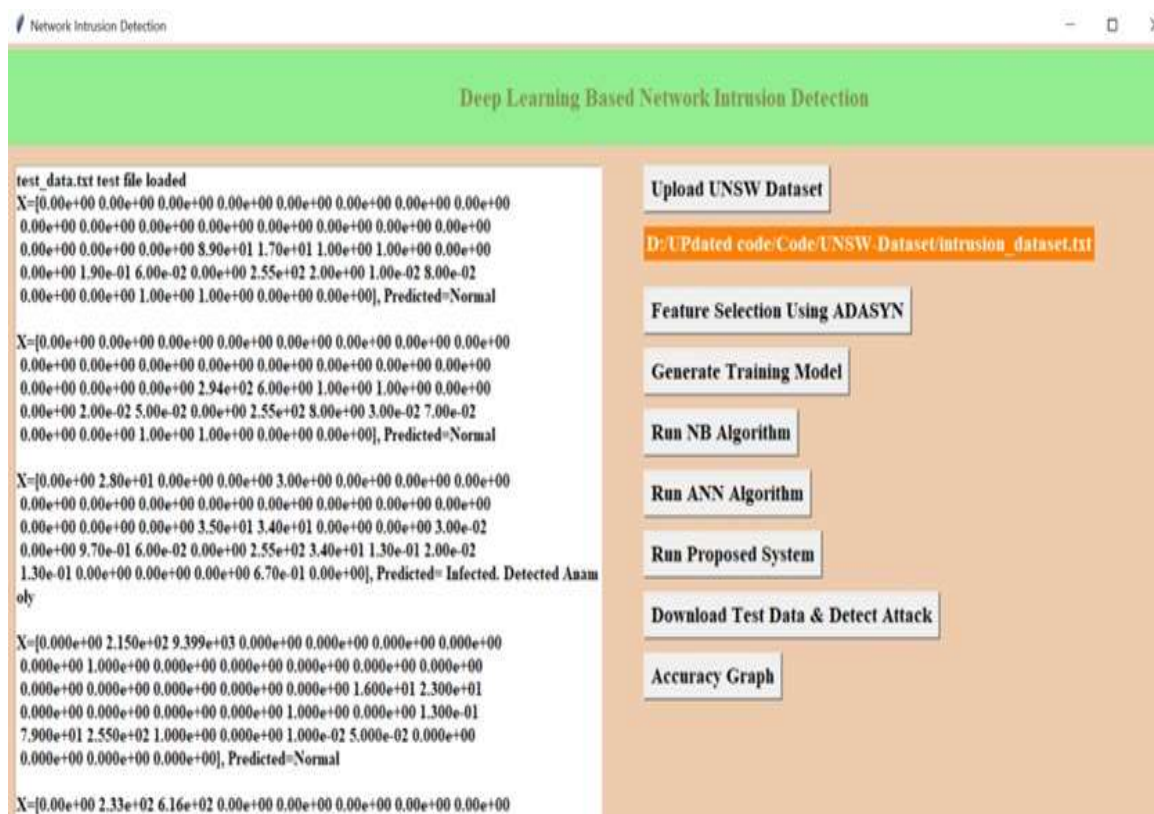 Network Intrusion Detection
Deep Learning Based Network Intrusion Detection
test_data.txt test file loaded
X=[0.00e+00 0.00e+00 0.00e+00 0.00e+00 0.00e+00 0.00e+00 0.00e+00 0.00e+00
0.00e+00 0.00e+00 0.00e+00 0.00e+00 0.00e+00 0.00e+00 0.00e+00 0.00e+00
0.00e+00 0.00e+00 0.00e+00 8.90e+01 1.70e+01 1.00e+00 1.00e+00 0.00e+00
0.00e+00 1.90e-01 6.00e-02 0.00e+00 2.55e+02 2.00e+00 1.00e-02 8.00e-02
0.00e+00 0.00e+00 1.00e+00 1.00e+00 0.00e+00 0.00e+00], Predicted=Normal
X=[0.00e+00 0.00e+00 0.00e+00 0.00e+00 0.00e+00 0.00e+00 0.00e+00 0.00e+00
0.00e+00 0.00e+00 0.00e+00 0.00e+00 0.00e+00 0.00e+00 0.00e+00 0.00e+00
0.00e+00 0.00e+00 0.00e+00 2.94e+02 6.00e+00 1.00e+00 1.00e+00 0.00e+00
0.00e+00 2.00e-02 5.00e-02 0.00e+00 2.55e+02 8.00e+00 3.00e-02 7.00e-02
0.00e+00 0.00e+00 1.00e+00 1.00e+00 0.00e+00 0.00e+00], Predicted=Normal
X=[0.00e+00 2.80e+01 0.00e+00 0.00e+00 3.00e+00 0.00e+00 0.00e+00 0.00e+00
0.00e+00 0.00e+00 0.00e+00 0.00e+00 0.00e+00 0.00e+00 0.00e+00 0.00e+00
0.00e+00 0.00e+00 0.00e+00 3.50e+01 3.40e+01 0.00e+00 0.00e+00 3.00e-02
0.00e+00 9.70e-01 6.00e-02 0.00e+00 2.55e+02 3.40e+01 1.30e-01 2.00e-02
1.30e-01 0.00e+00 0.00e+00 0.00e+00 6.70e-01 0.00e+00], Predicted= Infected. Detected Anam
oly
X=[0.000e+00 2.150e+02 9.399e+03 0.000e+00 0.000e+00 0.000e+00 0.000e+00
0.000e+00 1.000e+00 0.000e+00 0.000e+00 0.000e+00 0.000e+00 0.000e+00
0.000e+00 0.000e+00 0.000e+00 0.000e+00 0.000e+00 1.600e+01 2.300e+01
0.000e+00 0.000e+00 0.000e+00 0.000e+00 1.000e+00 0.000e+00 1.300e-01
7.900e+01 2.550e+02 1.000e+00 0.000e+00 1.000e-02 5.000e-02 0.000e+00
0.000e+00 0.000e+00 0.000e+00], Predicted=Normal
X=[0.00e+00 2.33e+02 6.16e+02 0.00e+00 0.00e+00 0.00e+00 0.00e+00 0.00e+00
Upload UNSW Dataset
D:/UPdated code/Code/UNSW-Dataset/intrusion_dataset.txt
Feature Selection Using ADASYN
Generate Training Model
Run NB Algorithm
Run ANN Algorithm
Run Proposed System
Download Test Data & Detect Attack
Accuracy Graph